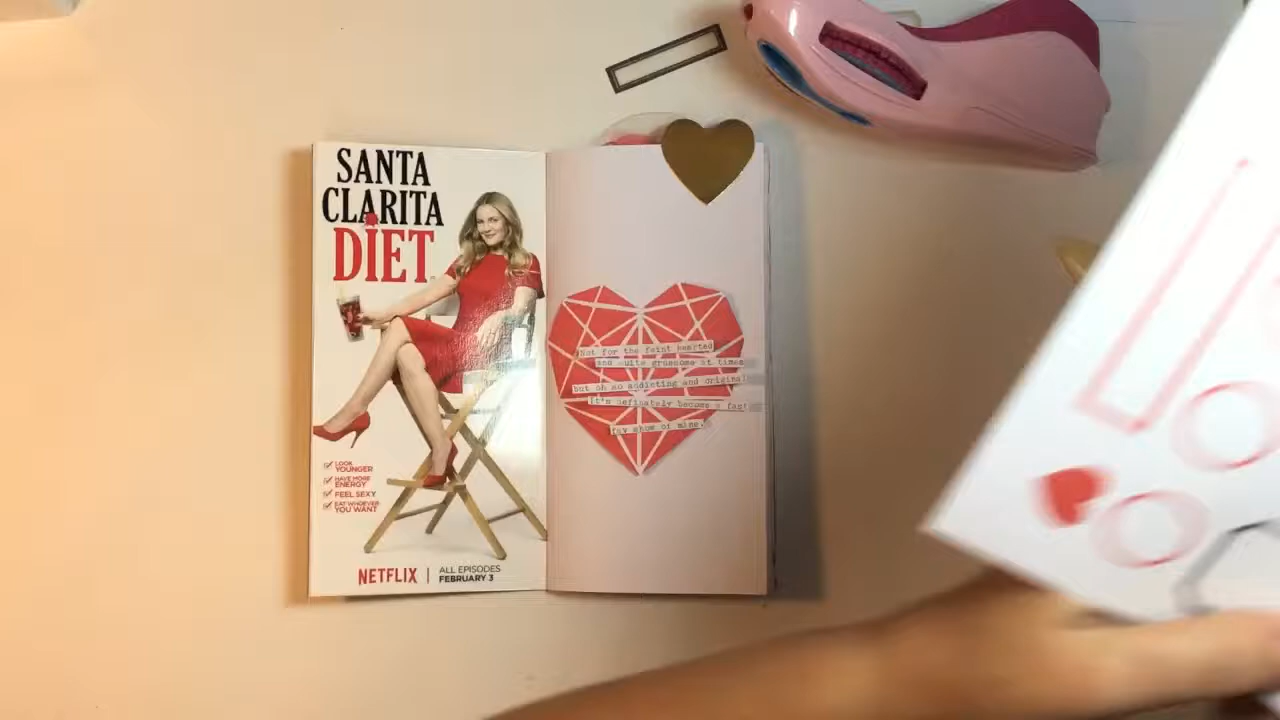 SANTA
CLARITA
DIET
LOOK
YOUNGER
HAVE MORE
ENERGY
FEEL SEXY
EAT WHOEVER
YOU WANT
NETFLIX
ALL EPISODES
FEBRUARY 3
Not for the faint hearted
and quite gruesome at times
but oh so addicting and original
It's definately become a fast
fav show of mine.